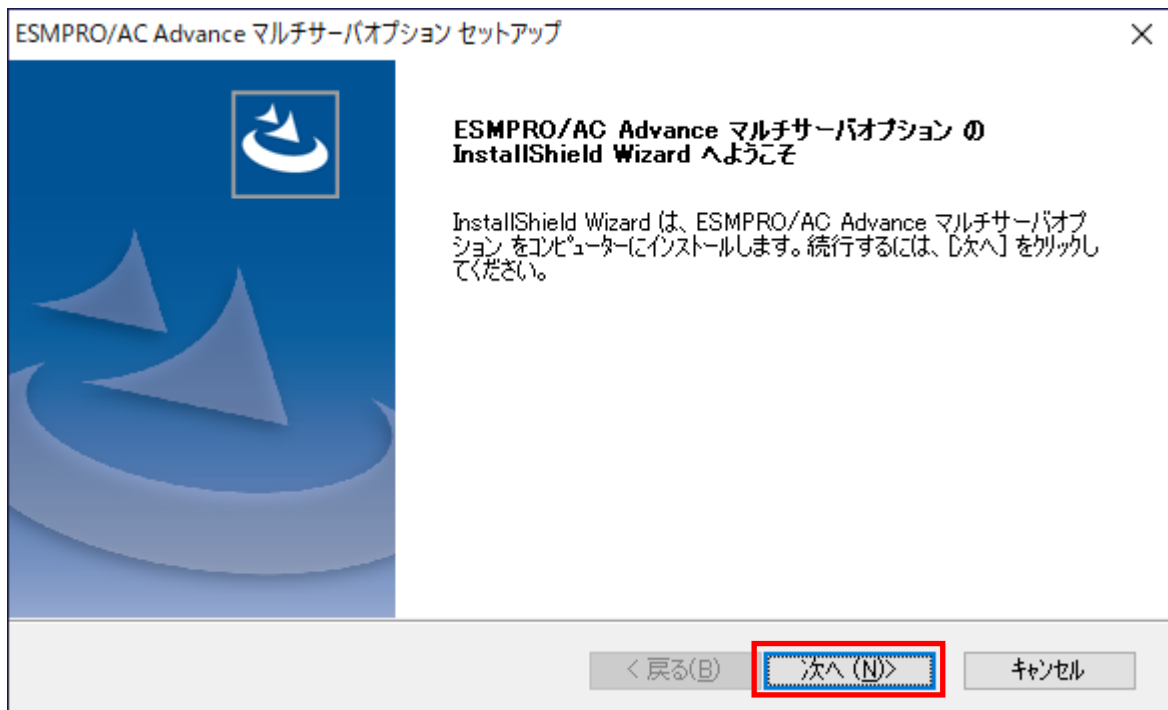 ESMPRO/AC Advance マルチサーバオプション セットアップ
ESMPRO/AC Advance マルチサーバオプション の
InstallShield Wizard へようこそ
InstallShield Wizard は、ESMPRO/AC Advance マルチサーバオプ
ション をコンピューターにインストールします。続行するには、[次へ] をクリックし
てください。
< 戻る(B)
次へ (N)>
キャンセル